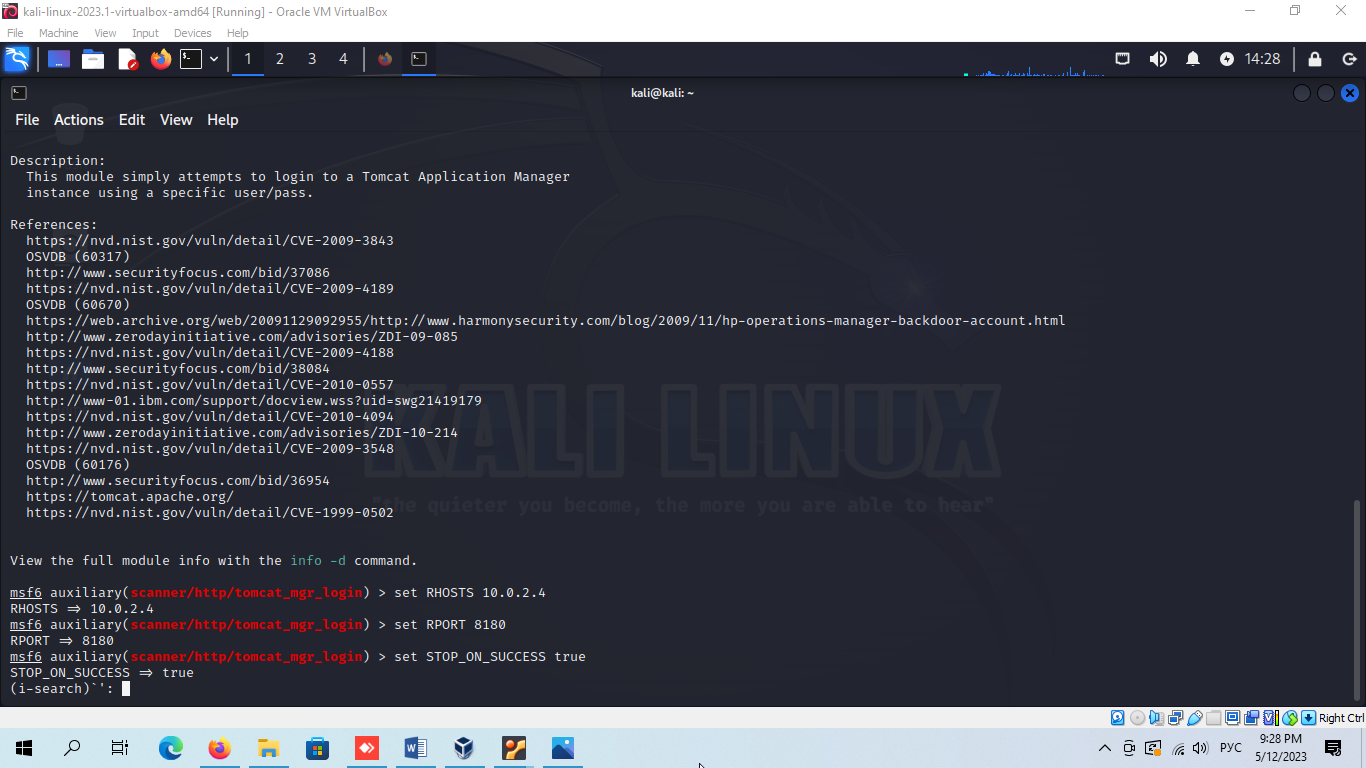 kali-linux-2023.1-virtualbox-amd64 [Running] - Oracle VM VirtualBox
File Machine View Input Devices Help
1 2 3 4 14:28
kali@kali: ~
File Actions Edit View Help
Description:
This module simply attempts to login to a Tomcat Application Manager
instance using a specific user/pass.
References:
https://nvd.nist.gov/vuln/detail/CVE-2009-3843
OSVDB (60317)
http://www.securityfocus.com/bid/37086
https://nvd.nist.gov/vuln/detail/CVE-2009-4189
OSVDB (60670)
https://web.archive.org/web/20091129092955/http://www.harmonysecurity.com/blog/2009/11/hp-operations-manager-backdoor-account.html
http://www.zerodayinitiative.com/advisories/ZDI-09-085
https://nvd.nist.gov/vuln/detail/CVE-2009-4188
http://www.securityfocus.com/bid/38084
https://nvd.nist.gov/vuln/detail/CVE-2010-0557
http://www-01.ibm.com/support/docview.wss?uid=swg21419179
https://nvd.nist.gov/vuln/detail/CVE-2010-4094
http://www.zerodayinitiative.com/advisories/ZDI-10-214
https://nvd.nist.gov/vuln/detail/CVE-2009-3548
OSVDB (60176)
http://www.securityfocus.com/bid/36954
https://tomcat.apache.org/
https://nvd.nist.gov/vuln/detail/CVE-1999-0502
KALI LINUX
"the quieter you become, the more you are able to hear"
View the full module info with the info -d command.
msf6 auxiliary(scanner/http/tomcat_mgr_login) > set RHOSTS 10.0.2.4
RHOSTS => 10.0.2.4
msf6 auxiliary(scanner/http/tomcat_mgr_login) > set RPORT 8180
RPORT => 8180
msf6 auxiliary(scanner/http/tomcat_mgr_login) > set STOP_ON_SUCCESS true
STOP_ON_SUCCESS => true
(i-search)`':
Right Ctrl
РУС 9:28 PM
5/12/2023